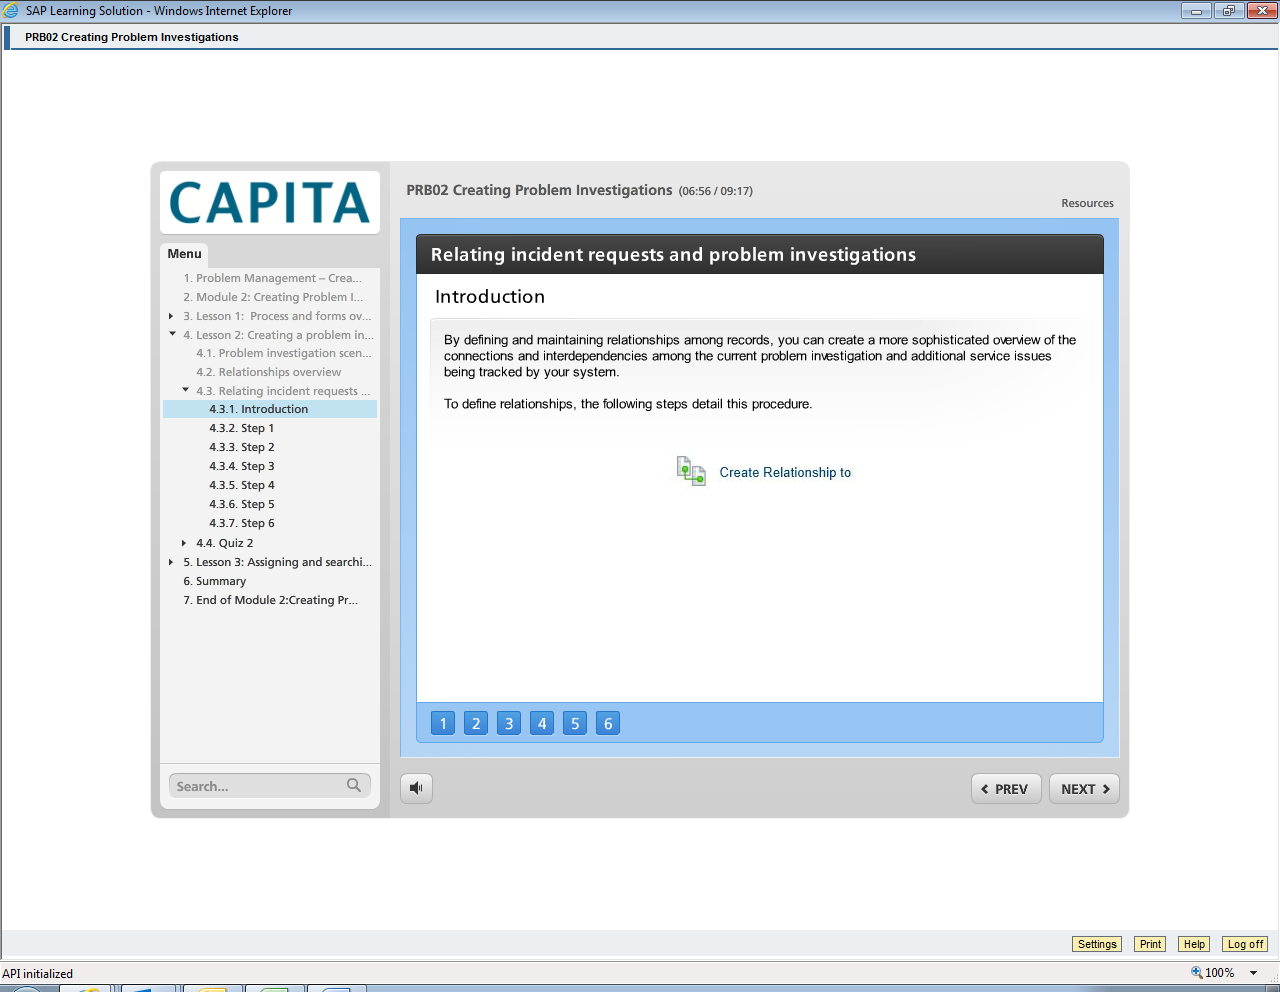 SAP Learning Solution - Windows Internet Explorer
PRB02 Creating Problem Investigations
CAPITA
PRB02 Creating Problem Investigations (06:56 / 09:17)
Resources
Menu
1. Problem Management – Crea...
2. Module 2: Creating Problem I...
3. Lesson 1: Process and forms ov...
4. Lesson 2: Creating a problem in...
4.1. Problem investigation scen...
4.2. Relationships overview
4.3. Relating incident requests ...
4.3.1. Introduction
4.3.2. Step 1
4.3.3. Step 2
4.3.4. Step 3
4.3.5. Step 4
4.3.6. Step 5
4.3.7. Step 6
4.4. Quiz 2
5. Lesson 3: Assigning and searchi...
6. Summary
7. End of Module 2:Creating Pr...
Search...
Relating incident requests and problem investigations
Introduction
By defining and maintaining relationships among records, you can create a more sophisticated overview of the
connections and interdependencies among the current problem investigation and additional service issues
being tracked by your system.
To define relationships, the following steps detail this procedure.
Create Relationship to
1 2 3 4 5 6
PREV
NEXT
Settings Print Help Log off
API initialized
100%